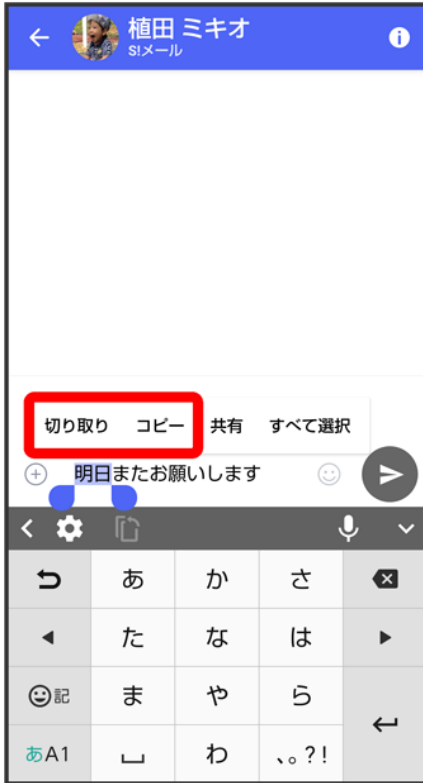 植田 ミキオ
S!メール
切り取り コピー 共有 すべて選択
明日またお願いします
あ か さ
た な は
記 ま や ら
あA1 わ 、。?!